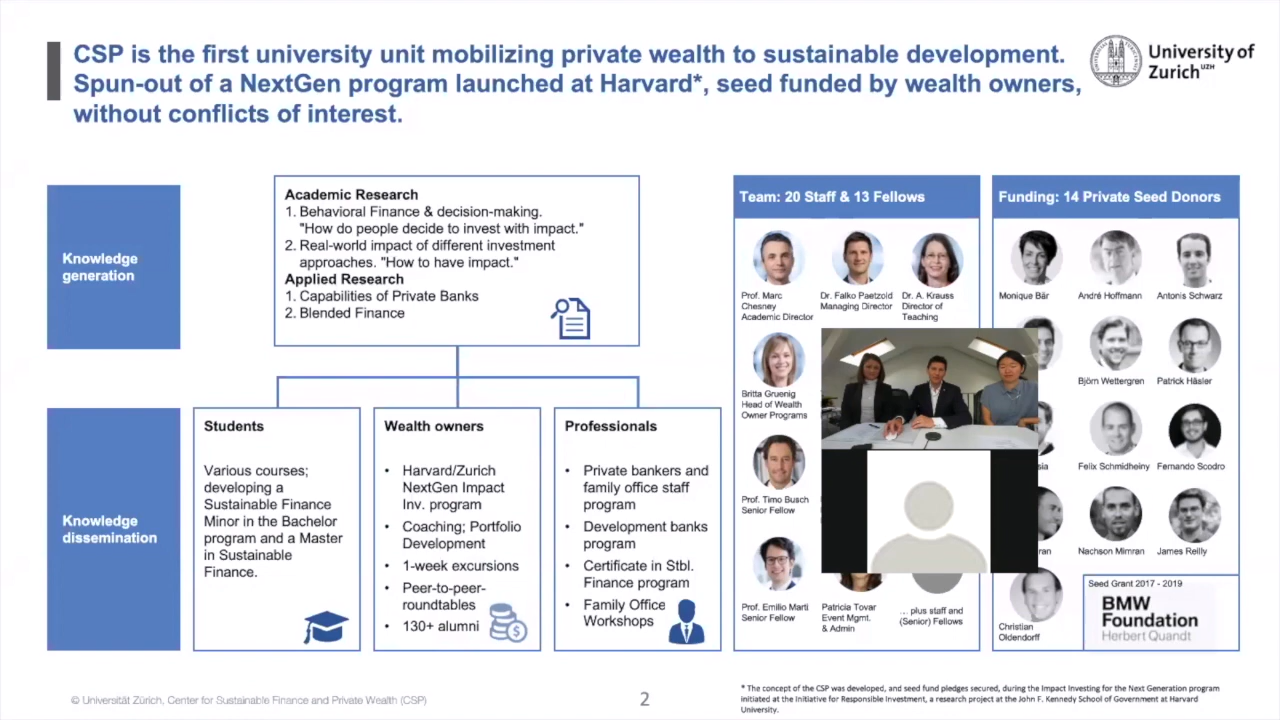 CSP is the first university unit mobilizing private wealth to sustainable development.
Spun-out of a NextGen program launched at Harvard*, seed funded by wealth owners,
without conflicts of interest.
University of
Zurich UZH
Knowledge
generation
Academic Research
1. Behavioral Finance & decision-making.
"How do people decide to invest with impact."
2. Real-world impact of different investment
approaches. "How to have impact."
Applied Research
1. Capabilities of Private Banks
2. Blended Finance
Knowledge
dissemination
Students
Various courses;
developing a
Sustainable Finance
Minor in the Bachelor
program and a Master
in Sustainable
Finance.
Wealth owners
• Harvard/Zurich
NextGen Impact
Inv. program
• Coaching; Portfolio
Development
• 1-week excursions
• Peer-to-peer-
roundtables
• 130+ alumni
Professionals
• Private bankers and
family office staff
program
• Development banks
program
• Certificate in Stbl.
Finance program
• Family Office
Workshops
Team: 20 Staff & 13 Fellows
Prof. Marc
Chesney
Academic Director
Dr. Falko Paetzold
Managing Director
Dr. A. Krauss
Director of
Teaching
Britta Gruenig
Head of Wealth
Owner Programs
Prof. Timo Busch
Senior Fellow
Prof. Emilio Marti
Senior Fellow
Patricia Tovar
Event Mgmt.
& Admin
... plus staff and
(Senior) Fellows
Funding: 14 Private Seed Donors
Monique Bär
André Hoffmann
Antonis Schwarz
Björn Wettergren
Patrick Häsler
Felix Schmidheiny
Fernando Scodro
Nachson Mimran
James Reilly
Christian
Oldendorff
Seed Grant 2017 - 2019
BMW
Foundation
Herbert Quandt
© Universität Zürich, Center for Sustainable Finance and Private Wealth (CSP)
2
* The concept of the CSP was developed, and seed fund pledges secured, during the Impact Investing for the Next Generation program
initiated at the Initiative for Responsible Investment, a research project at the John F. Kennedy School of Government at Harvard
University.